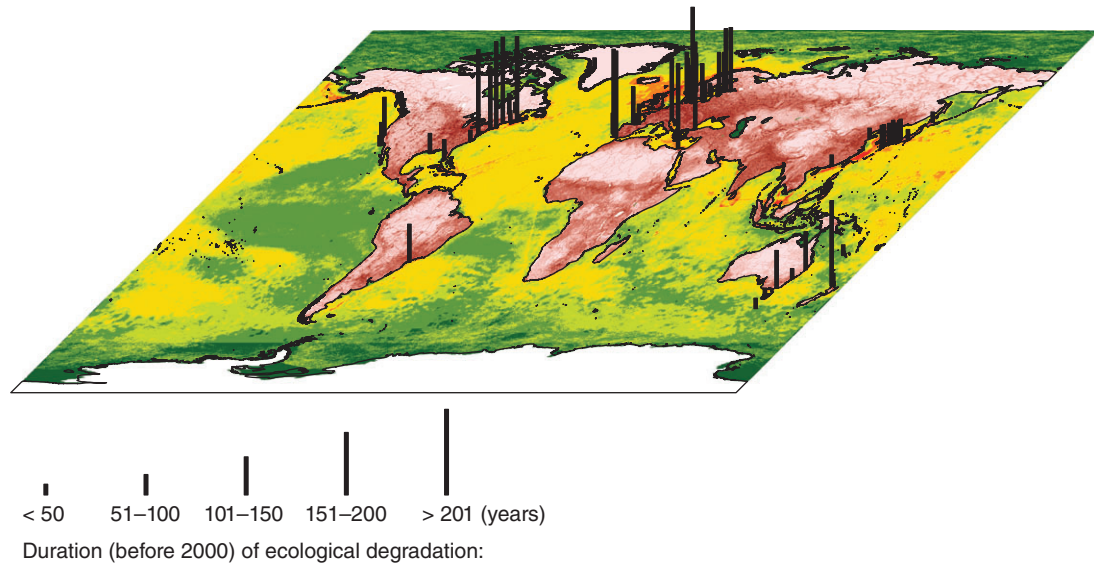 < 50 51–100 101–150 151–200 > 201 (years)
Duration (before 2000) of ecological degradation: